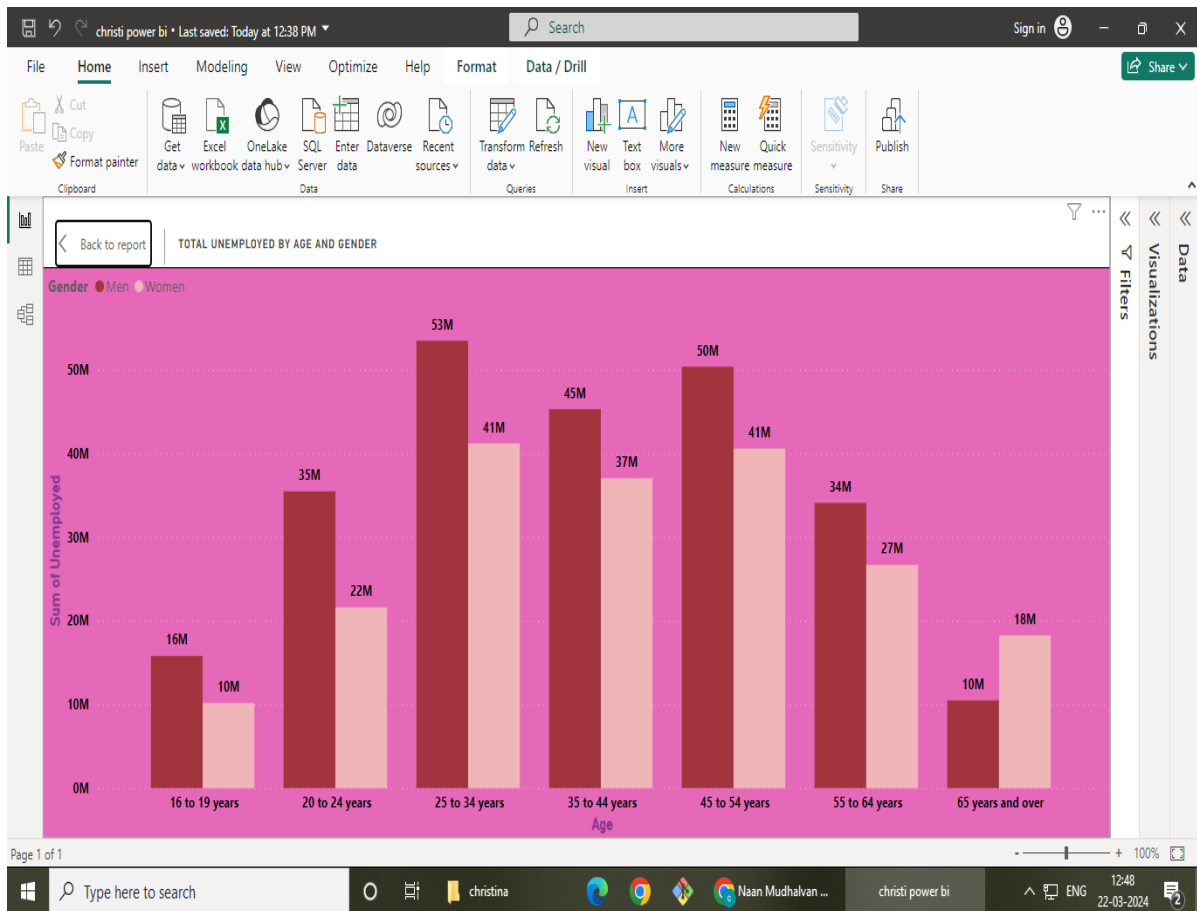 christi power bi • Last saved: Today at 12:38 PM
Search
Sign in
File Home Insert Modeling View Optimize Help Format Data / Drill
Share
Paste
Cut
Copy
Format painter
Clipboard
Get data
Excel workbook
OneLake data hub
SQL Server
Enter data
Dataverse
Recent sources
Data
Transform data
Refresh
Queries
New visual
Text box
More visuals
Insert
New measure
Quick measure
Calculations
Sensitivity
Sensitivity
Publish
Share
Back to report
TOTAL UNEMPLOYED BY AGE AND GENDER
Filters
Visualizations
Data
Gender Men Women
Sum of Unemployed
50M
40M
30M
20M
10M
0M
16M
10M
35M
22M
53M
41M
45M
37M
50M
41M
34M
27M
10M
18M
16 to 19 years
20 to 24 years
25 to 34 years
35 to 44 years
45 to 54 years
55 to 64 years
65 years and over
Age
Page 1 of 1
- + 100%
Type here to search
christina
Naan Mudhalvan ...
christi power bi
ENG
12:48
22-03-2024
2